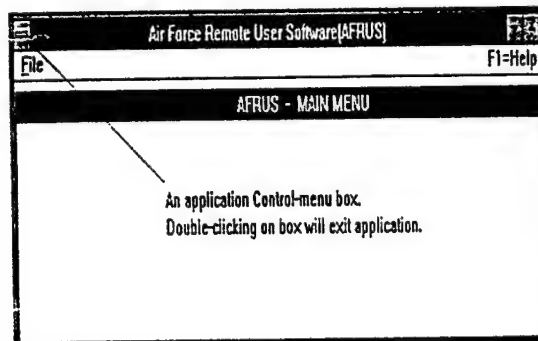 Air Force Remote User Software(AFRUS)
File F1=Help
AFRUS - MAIN MENU
An application Control-menu box.
Double-clicking on box will exit application.